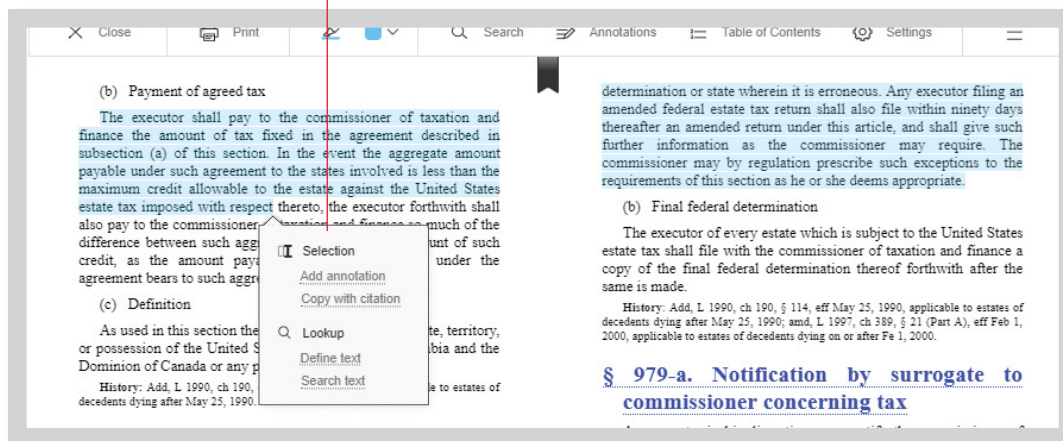 Close Print Search Annotations Table of Contents Settings
(b) Payment of agreed tax
The executor shall pay to the commissioner of taxation and
finance the amount of tax fixed in the agreement described in
subsection (a) of this section. In the event the aggregate amount
payable under such agreement to the states involved is less than the
maximum credit allowable to the estate against the United States
estate tax imposed with respect thereto, the executor forthwith shall
also pay to the commissioner taxation and finance so much of the
difference between such agg unt of such
credit, as the amount paya under the
agreement bears to such aggre
(c) Definition
As used in this section the te, territory,
or possession of the United S bia and the
Dominion of Canada or any p
History: Add, L 1990, ch 190, le to estates of
decedents dying after May 25, 1990.
Selection
Add annotation
Copy with citation
Lookup
Define text
Search text
determination or state wherein it is erroneous. Any executor filing an
amended federal estate tax return shall also file within ninety days
thereafter an amended return under this article, and shall give such
further information as the commissioner may require. The
commissioner may by regulation prescribe such exceptions to the
requirements of this section as he or she deems appropriate.
(b) Final federal determination
The executor of every estate which is subject to the United States
estate tax shall file with the commissioner of taxation and finance a
copy of the final federal determination thereof forthwith after the
same is made.
History: Add, L 1990, ch 190, § 114, eff May 25, 1990, applicable to estates of
decedents dying after May 25, 1990; amd, L 1997, ch 389, § 21 (Part A), eff Feb 1,
2000, applicable to estates of decedents dying on or after Fe 1, 2000.
§ 979-a. Notification by surrogate to
commissioner concerning tax